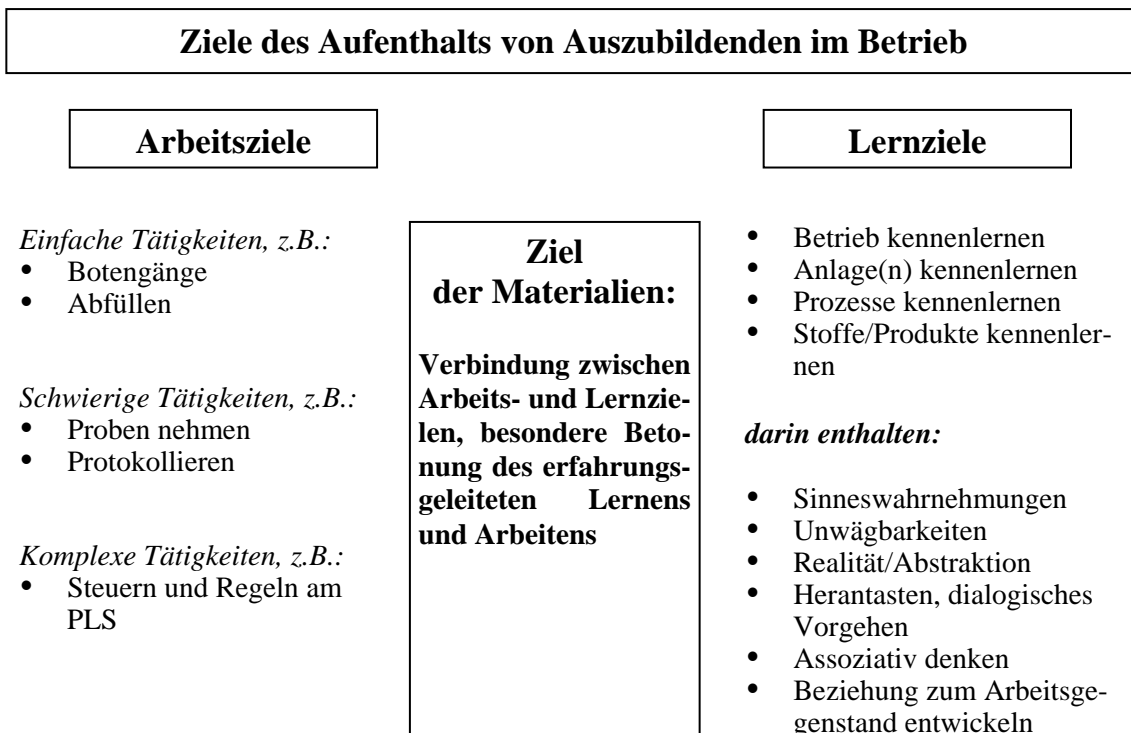 Ziele des Aufenthalts von Auszubildenden im Betrieb
Arbeitsziele
Einfache Tätigkeiten, z.B.:
• Botengänge
• Abfüllen
Schwierige Tätigkeiten, z.B.:
• Proben nehmen
• Protokollieren
Komplexe Tätigkeiten, z.B.:
• Steuern und Regeln am
PLS
Ziel
der Materialien:
Verbindung zwischen
Arbeits- und Lernzie-
len, besondere Beto-
nung des erfahrungs-
geleiteten Lernens
und Arbeitens
Lernziele
• Betrieb kennenlernen
• Anlage(n) kennenlernen
• Prozesse kennenlernen
• Stoffe/Produkte kennenler-
nen
darin enthalten:
• Sinneswahrnehmungen
• Unwägbarkeiten
• Realität/Abstraktion
• Herantasten, dialogisches
Vorgehen
• Assoziativ denken
• Beziehung zum Arbeitsge-
genstand entwickeln